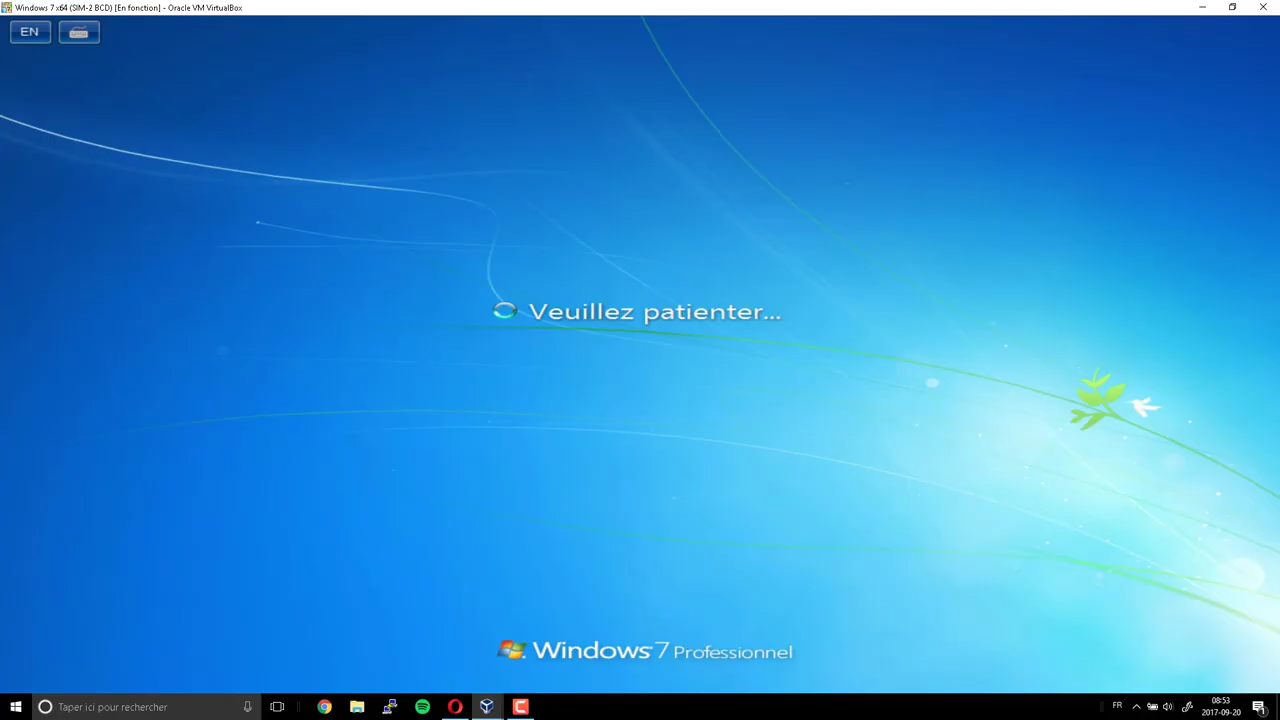 Windows 7 x64 (SIM-2 BCD) [En fonction] - Oracle VM VirtualBox
EN
Veuillez patienter...
Windows 7 Professionnel
Taper ici pour rechercher
FR
08:53
2017-09-20
1